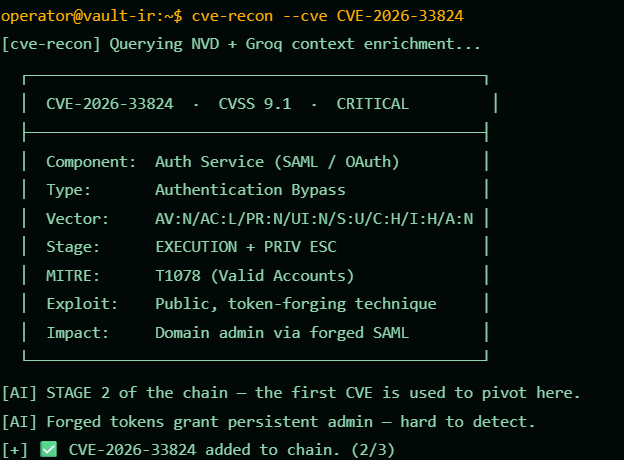 operator@vault-ir:~$ cve-recon --cve CVE-2026-33824
[cve-recon] Querying NVD + Groq context enrichment...
CVE-2026-33824 · CVSS 9.1 · CRITICAL
Component: Auth Service (SAML / OAuth)
Type: Authentication Bypass
Vector: AV:N/AC:L/PR:N/UI:N/S:U/C:H/I:H/A:N
Stage: EXECUTION + PRIV ESC
MITRE: T1078 (Valid Accounts)
Exploit: Public, token-forging technique
Impact: Domain admin via forged SAML
[AI] STAGE 2 of the chain — the first CVE is used to pivot here.
[AI] Forged tokens grant persistent admin — hard to detect.
[+] ✅ CVE-2026-33824 added to chain. (2/3)